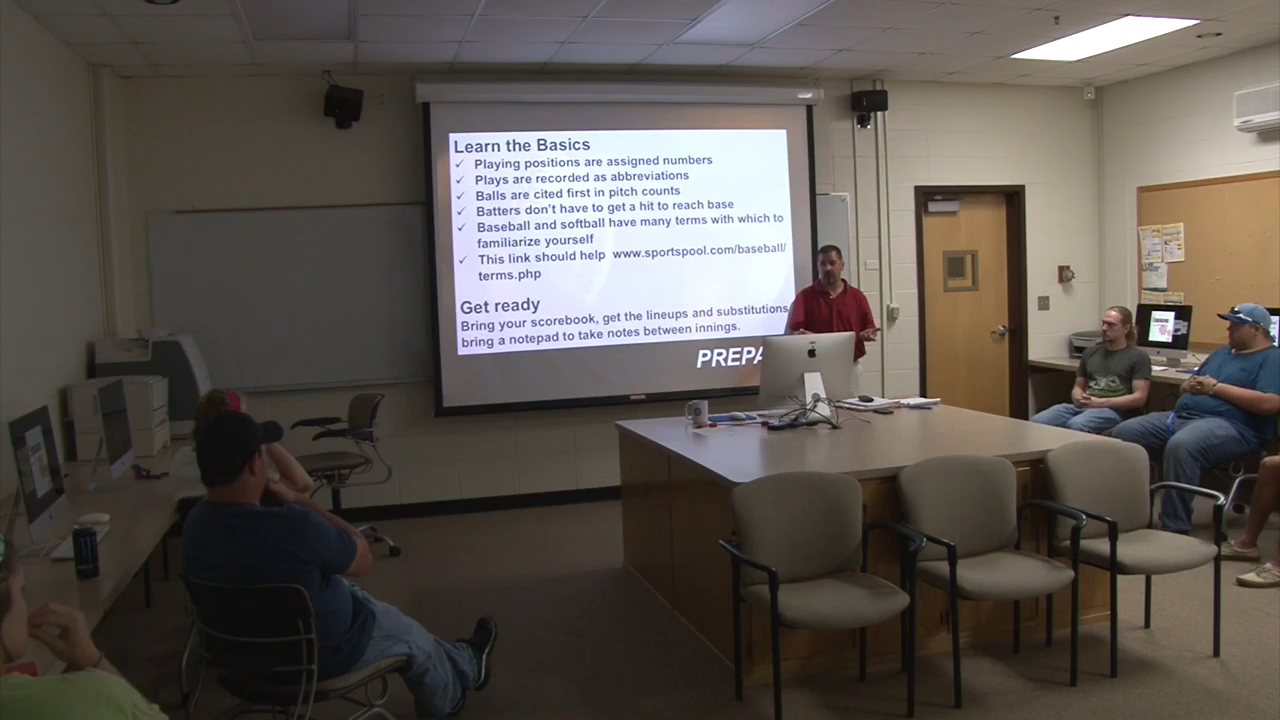 Learn the Basics
✓ Playing positions are assigned numbers
✓ Plays are recorded as abbreviations
✓ Balls are cited first in pitch counts
✓ Batters don't have to get a hit to reach base
✓ Baseball and softball have many terms with which to
familiarize yourself
✓ This link should help www.sportspool.com/baseball/
terms.php
Get ready
Bring your scorebook, get the lineups and substitutions
bring a notepad to take notes between innings.
PREPA